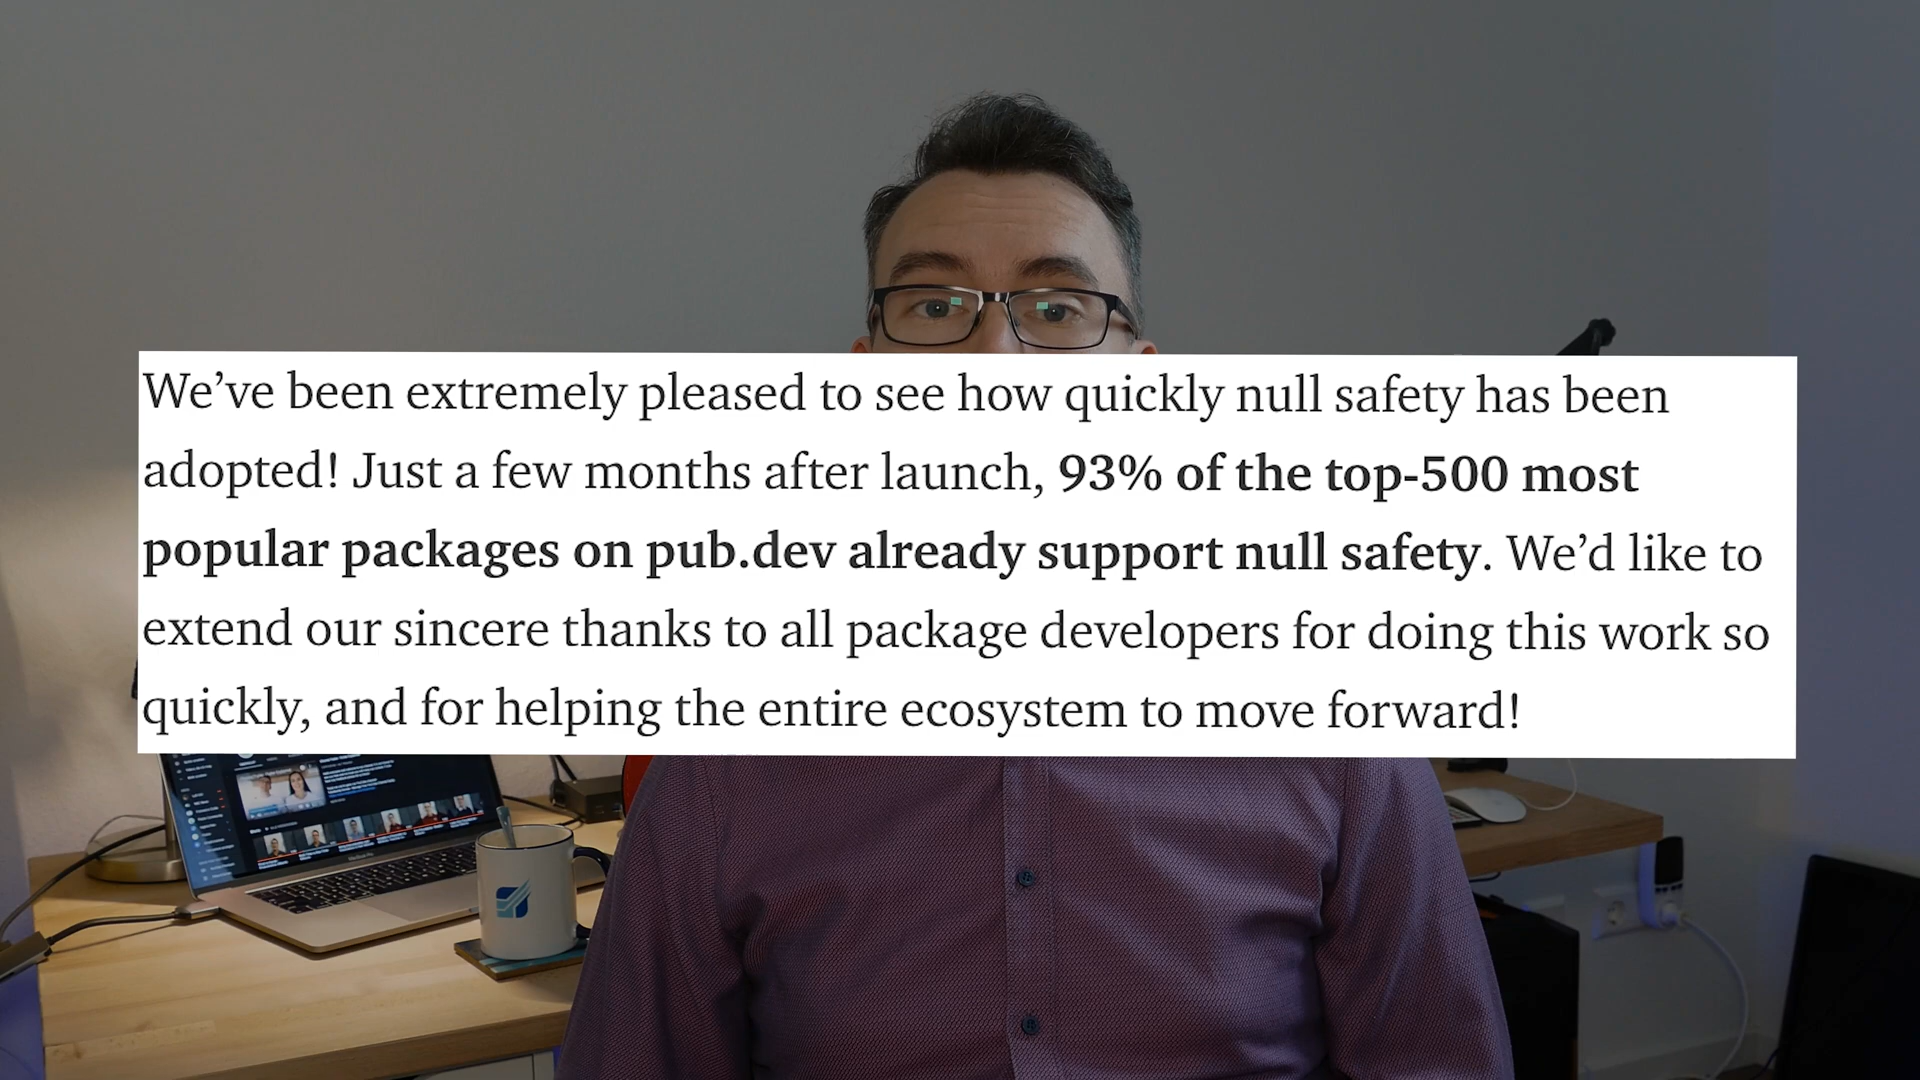 We’ve been extremely pleased to see how quickly null safety has been
adopted! Just a few months after launch, 93% of the top-500 most
popular packages on pub.dev already support null safety. We’d like to
extend our sincere thanks to all package developers for doing this work so
quickly, and for helping the entire ecosystem to move forward!